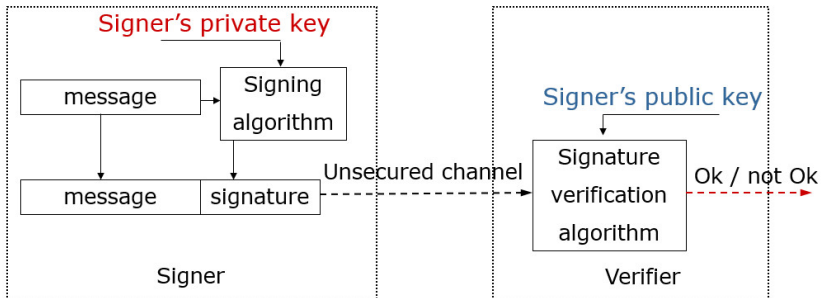 Signer's private key
message
Signing
algorithm
Signer's public key
message
signature
Unsecured channel
Signature
verification
algorithm
Ok / not Ok
Signer
Verifier